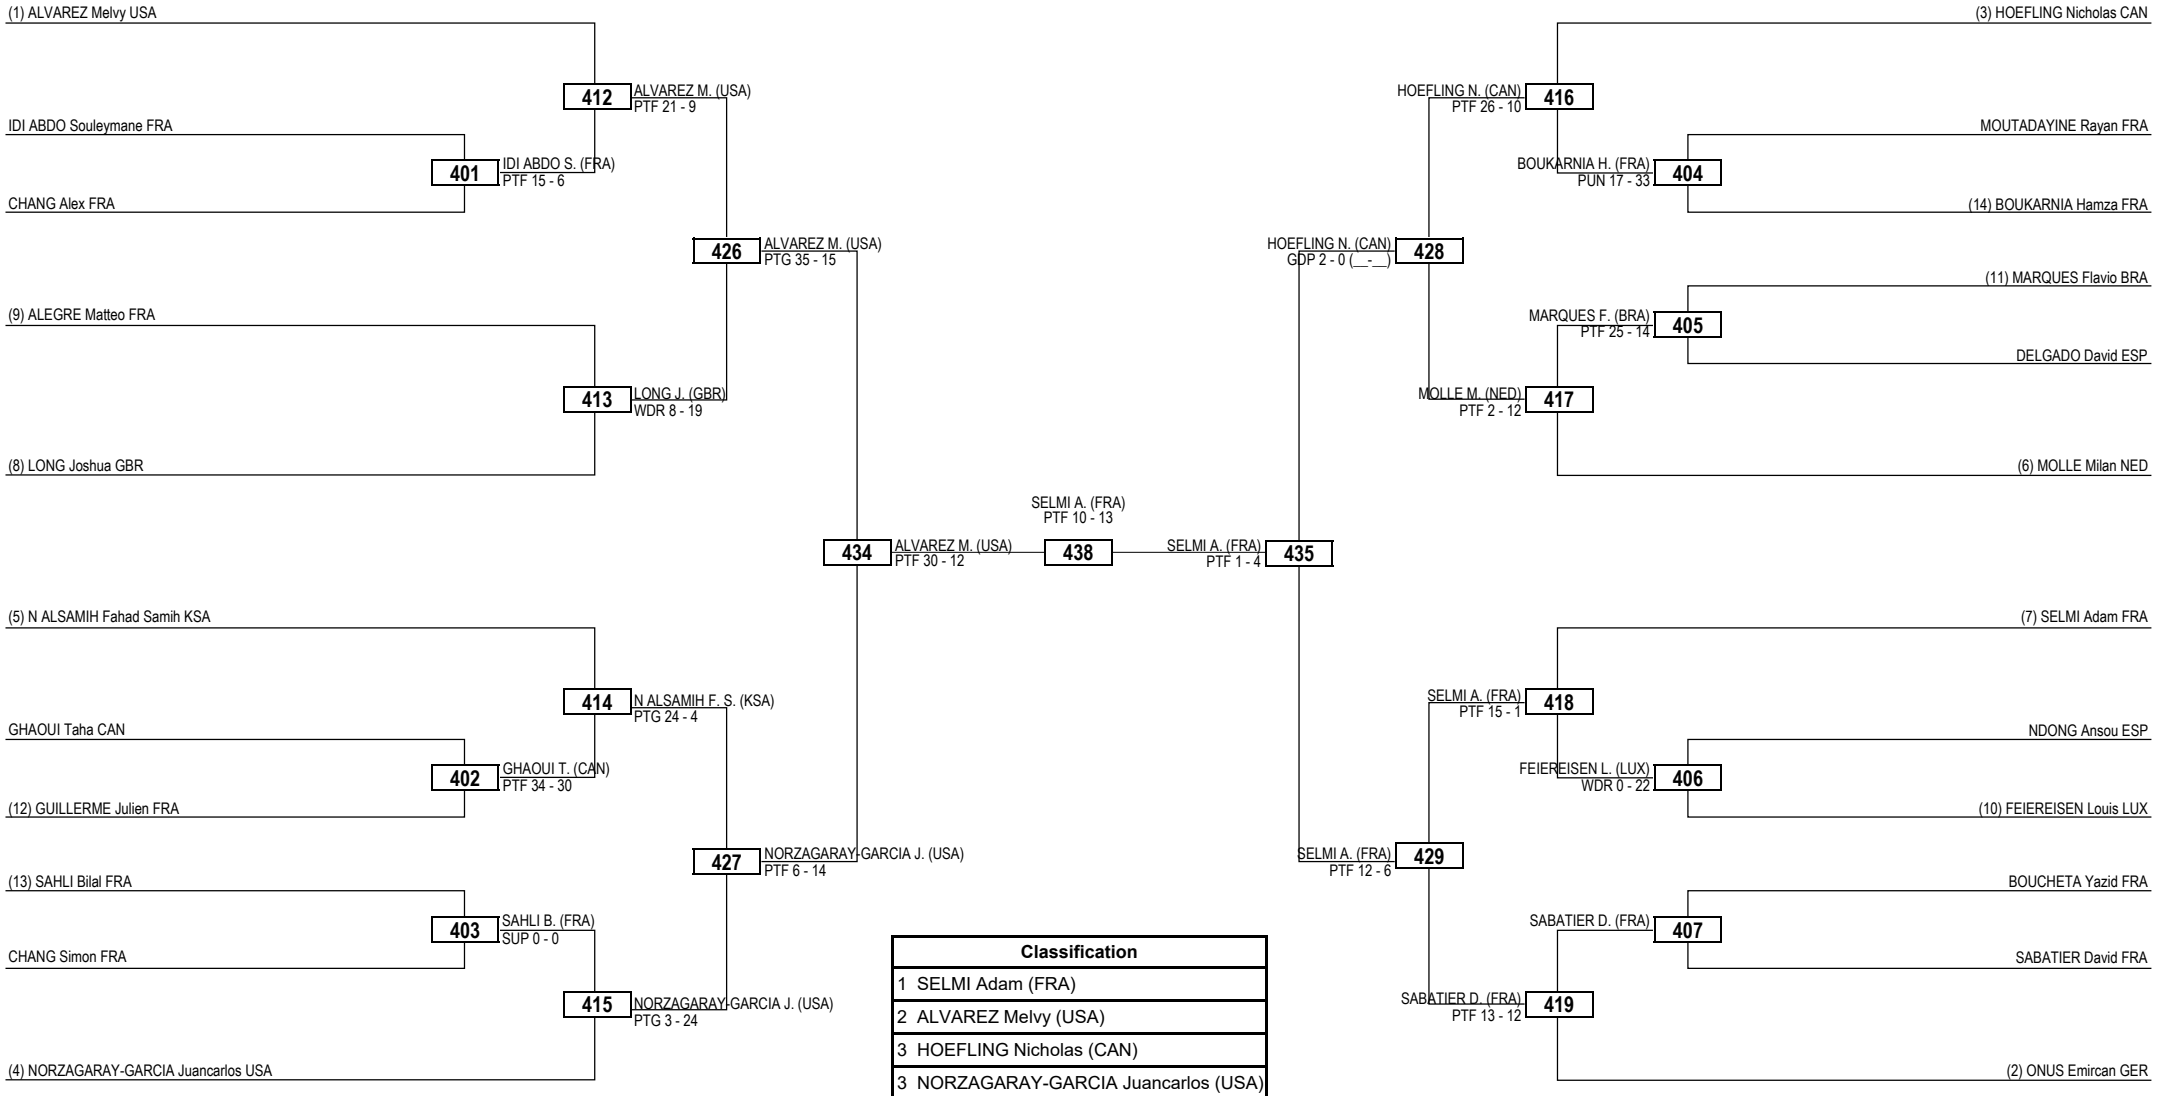 (1) ALVAREZ Melvy USA
412
ALVAREZ M. (USA)
PTF 21 - 9
IDI ABDO Souleymane FRA
401
IDI ABDO S. (FRA)
PTF 15 - 6
CHANG Alex FRA
426
ALVAREZ M. (USA)
PTG 35 - 15
(9) ALEGRE Matteo FRA
413
LONG J. (GBR)
WDR 8 - 19
(8) LONG Joshua GBR
434
ALVAREZ M. (USA)
PTF 30 - 12
(5) N ALSAMIH Fahad Samih KSA
414
N ALSAMIH F. S. (KSA)
PTG 24 - 4
GHAOUI Taha CAN
402
GHAOUI T. (CAN)
PTF 34 - 30
(12) GUILLERME Julien FRA
427
NORZAGARAY-GARCIA J. (USA)
PTF 6 - 14
(13) SAHLI Bilal FRA
403
SAHLI B. (FRA)
SUP 0 - 0
CHANG Simon FRA
415
NORZAGARAY-GARCIA J. (USA)
PTG 3 - 24
(4) NORZAGARAY-GARCIA Juancarlos USA
SELMI A. (FRA)
PTF 10 - 13
438
(3) HOEFLING Nicholas CAN
HOEFLING N. (CAN)
PTF 26 - 10
416
MOUTADAYINE Rayan FRA
BOUKARNIA H. (FRA)
PUN 17 - 33
404
(14) BOUKARNIA Hamza FRA
HOEFLING N. (CAN)
GDP 2 - 0 (__-__)
428
(11) MARQUES Flavio BRA
MARQUES F. (BRA)
PTF 25 - 14
405
DELGADO David ESP
MOLLE M. (NED)
PTF 2 - 12
417
(6) MOLLE Milan NED
SELMI A. (FRA)
PTF 1 - 4
435
(7) SELMI Adam FRA
SELMI A. (FRA)
PTF 15 - 1
418
NDONG Ansou ESP
FEIEREISEN L. (LUX)
WDR 0 - 22
406
(10) FEIEREISEN Louis LUX
SELMI A. (FRA)
PTF 12 - 6
429
BOUCHETA Yazid FRA
SABATIER D. (FRA)
407
SABATIER David FRA
SABATIER D. (FRA)
PTF 13 - 12
419
(2) ONUS Emircan GER
Classification
1 SELMI Adam (FRA)
2 ALVAREZ Melvy (USA)
3 HOEFLING Nicholas (CAN)
3 NORZAGARAY-GARCIA Juancarlos (USA)